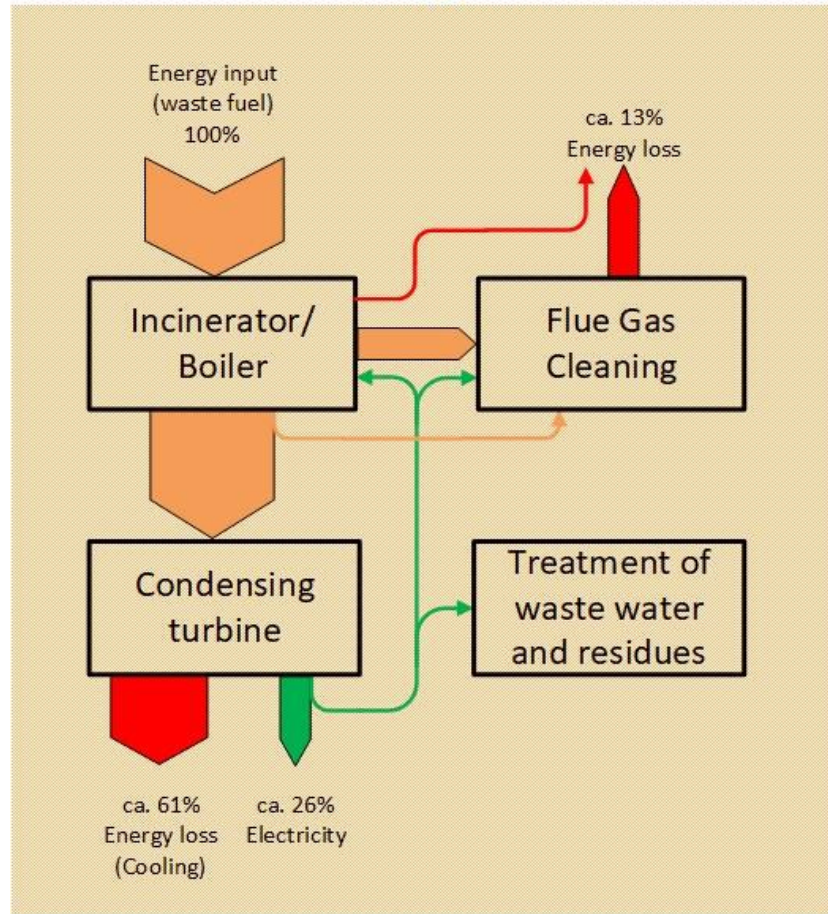 Energy input
(waste fuel)
100%
ca. 13%
Energy loss
Incinerator/
Boiler
Flue Gas
Cleaning
Condensing
turbine
Treatment of
waste water
and residues
ca. 61%
Energy loss
(Cooling)
ca. 26%
Electricity